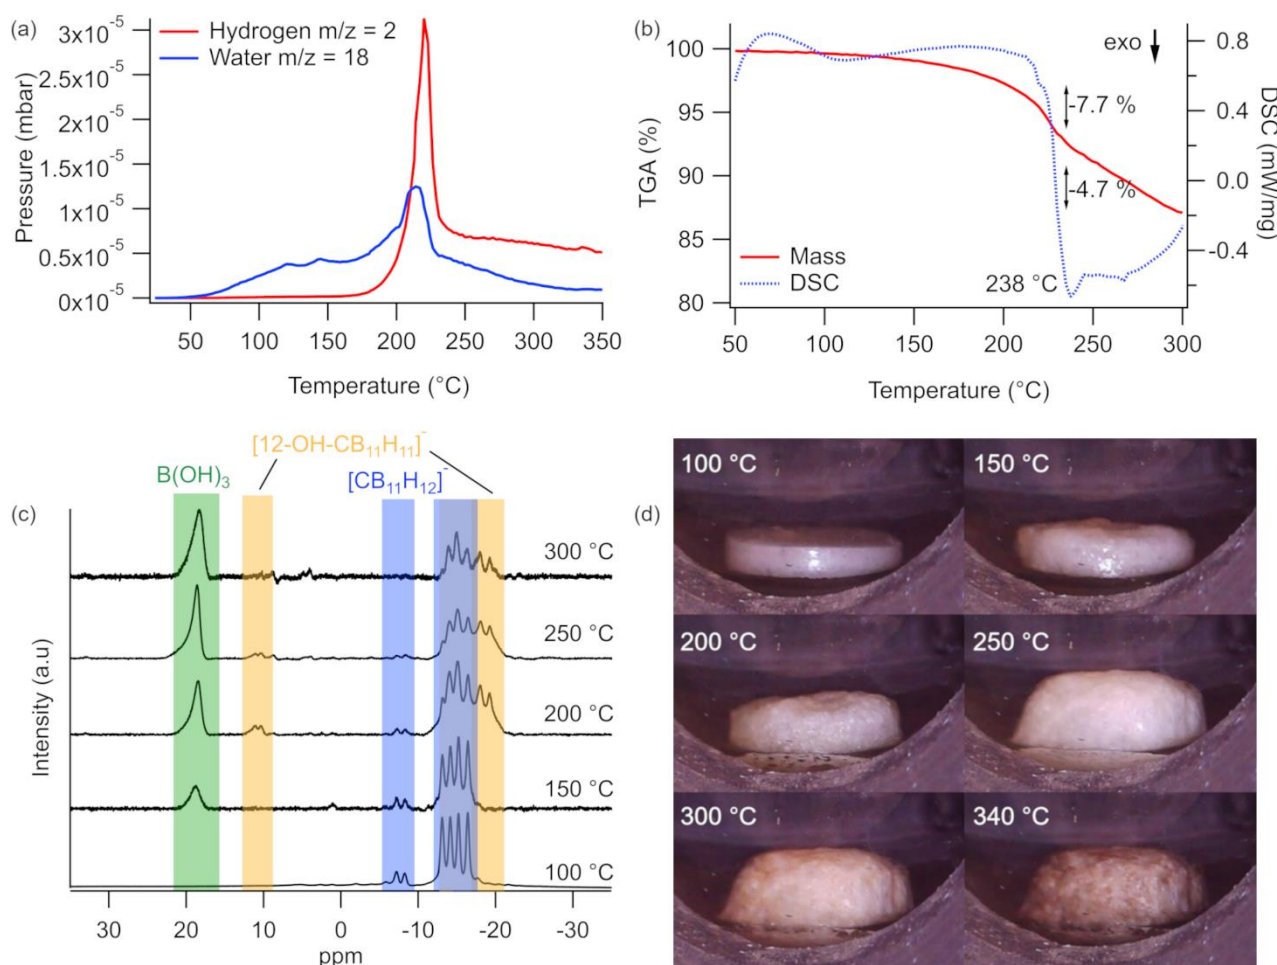 (a)
Hydrogen m/z = 2
Water m/z = 18
3x10⁻⁵
2.5x10⁻⁵
2x10⁻⁵
1.5x10⁻⁵
1x10⁻⁵
0.5x10⁻⁵
0x10⁻⁵
Pressure (mbar)
50 100 150 200 250 300 350
Temperature (°C)
(b)
exo
100
95
90
85
80
TGA (%)
-7.7 %
-4.7 %
Mass
DSC
238 °C
0.8
0.4
0.0
-0.4
DSC (mW/mg)
50 100 150 200 250 300
Temperature (°C)
(c)
[12-OH-CB₁₁H₁₁]⁻
B(OH)₃
[CB₁₁H₁₂]⁻
300 °C
250 °C
200 °C
150 °C
100 °C
Intensity (a.u)
30 20 10 0 -10 -20 -30
ppm
(d)
100 °C
150 °C
200 °C
250 °C
300 °C
340 °C